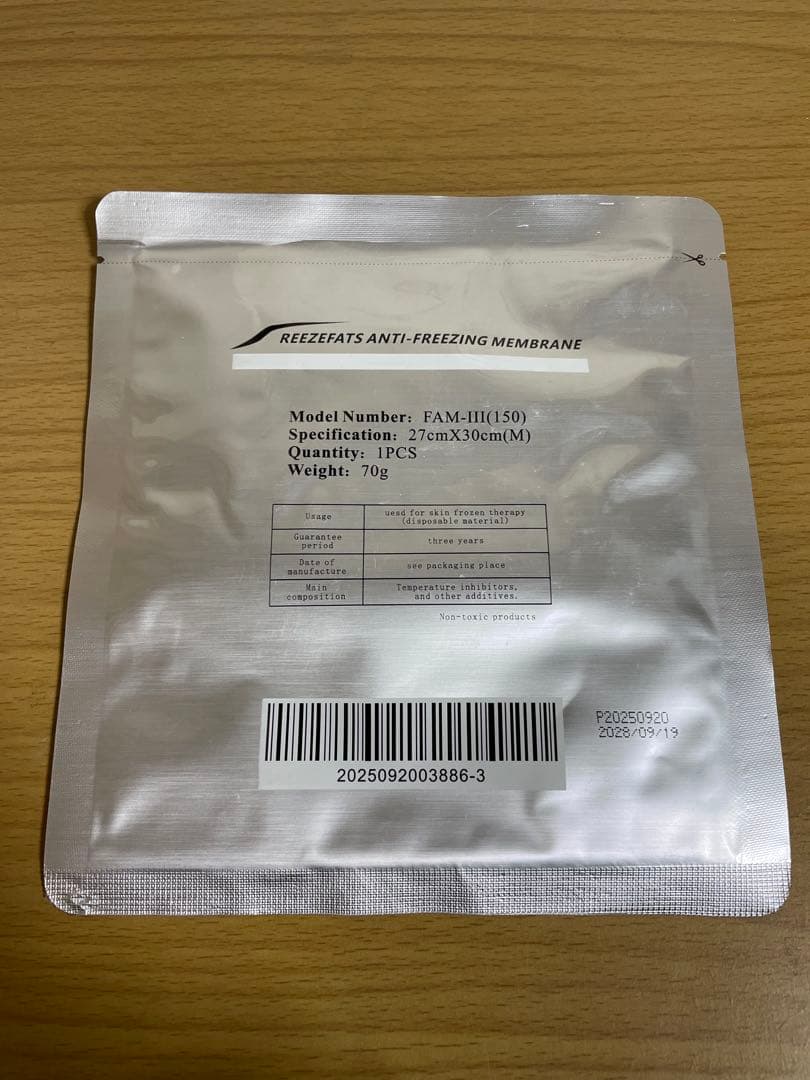 REEZEFATS ANTI-FREEZING MEMBRANE
Model Number: FAM-III(150)
Specification: 27cmX30cm(M)
Quantity: 1PCS
Weight: 70g
Usage
uesd for skin frozen therapy
(disposable material)
Guarantee
period
three years
Date of
manufacture
see packaging place
Main
composition
Temperature inhibitors,
and other additives.
Non-toxic products
2025092003886-3
P20250920
2028/09/19